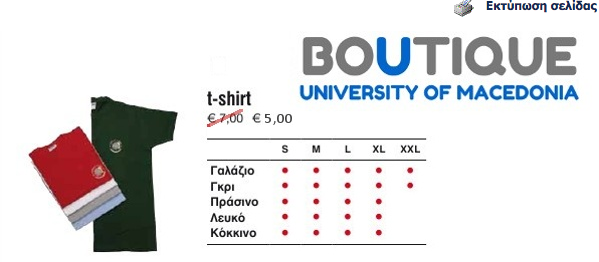 Εκτύπωση σελίδας
BOUTIQUE
UNIVERSITY OF MACEDONIA
t-shirt
€ 7,00 € 5,00
S M L XL XXL
Γαλάζιο
Γκρι
Πράσινο
Λευκό
Κόκκινο